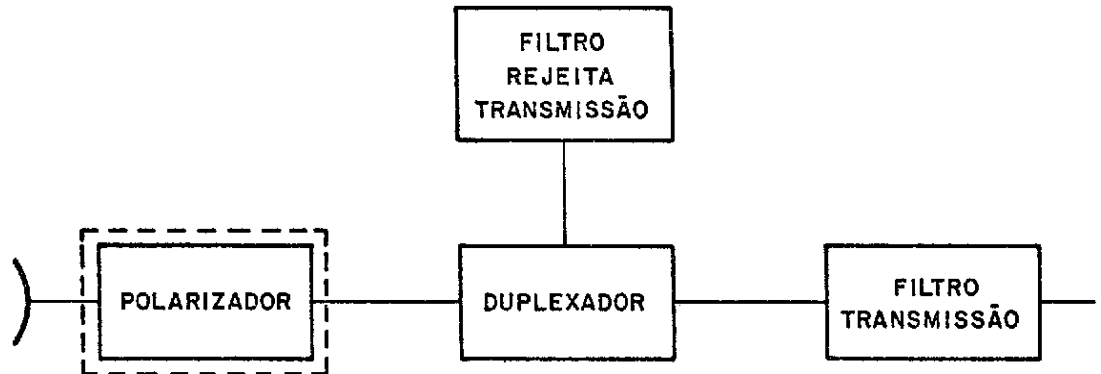 FILTRO
REJEITA
TRANSMISSÃO
POLARIZADOR
DUPLEXADOR
FILTRO
TRANSMISSÃO